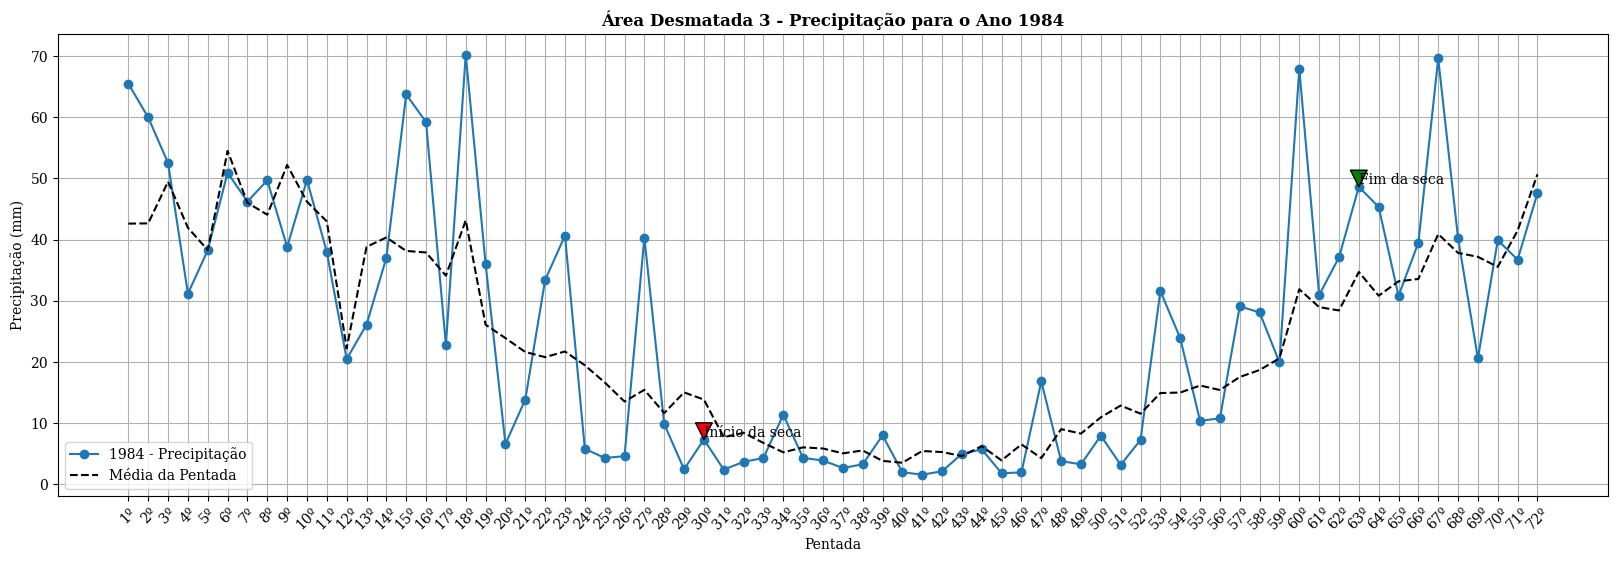 Área Desmatada 3 - Precipitação para o Ano 1984
Precipitação (mm)
70
60
50
40
30
20
10
0
Fim da seca
Início da seca
1984 - Precipitação
Média da Pentada
1º 2º 3º 4º 5º 6º 7º 8º 9º 10º 11º 12º 13º 14º 15º 16º 17º 18º 19º 20º 21º 22º 23º 24º 25º 26º 27º 28º 29º 30º 31º 32º 33º 34º 35º 36º 37º 38º 39º 40º 41º 42º 43º 44º 45º 46º 47º 48º 49º 50º 51º 52º 53º 54º 55º 56º 57º 58º 59º 60º 61º 62º 63º 64º 65º 66º 67º 68º 69º 70º 71º 72º
Pentada